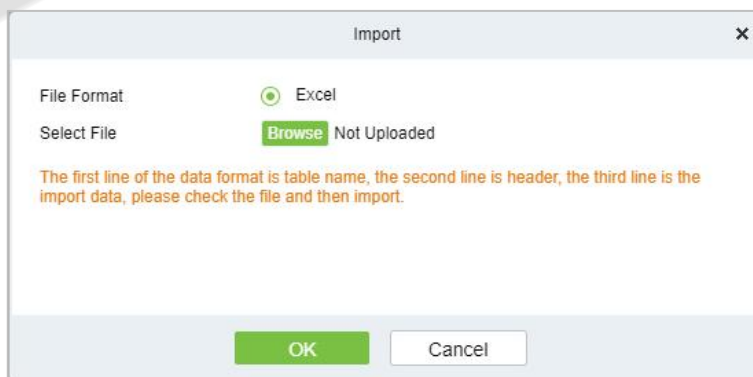 Import
File Format Excel
Select File Browse Not Uploaded
The first line of the data format is table name, the second line is header, the third line is the
import data, please check the file and then import.
OK Cancel